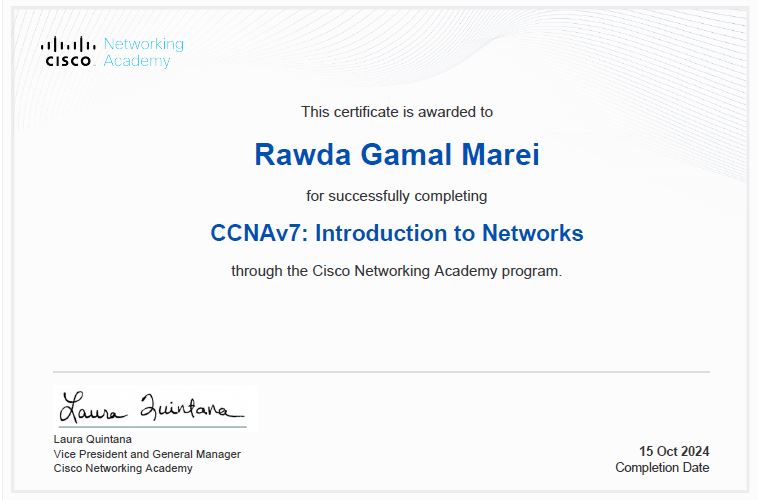 Networking
CISCO Academy
This certificate is awarded to
Rawda Gamal Marei
for successfully completing
CCNAv7: Introduction to Networks
through the Cisco Networking Academy program.
Laura Quintana
Laura Quintana
Vice President and General Manager
Cisco Networking Academy
15 Oct 2024
Completion Date